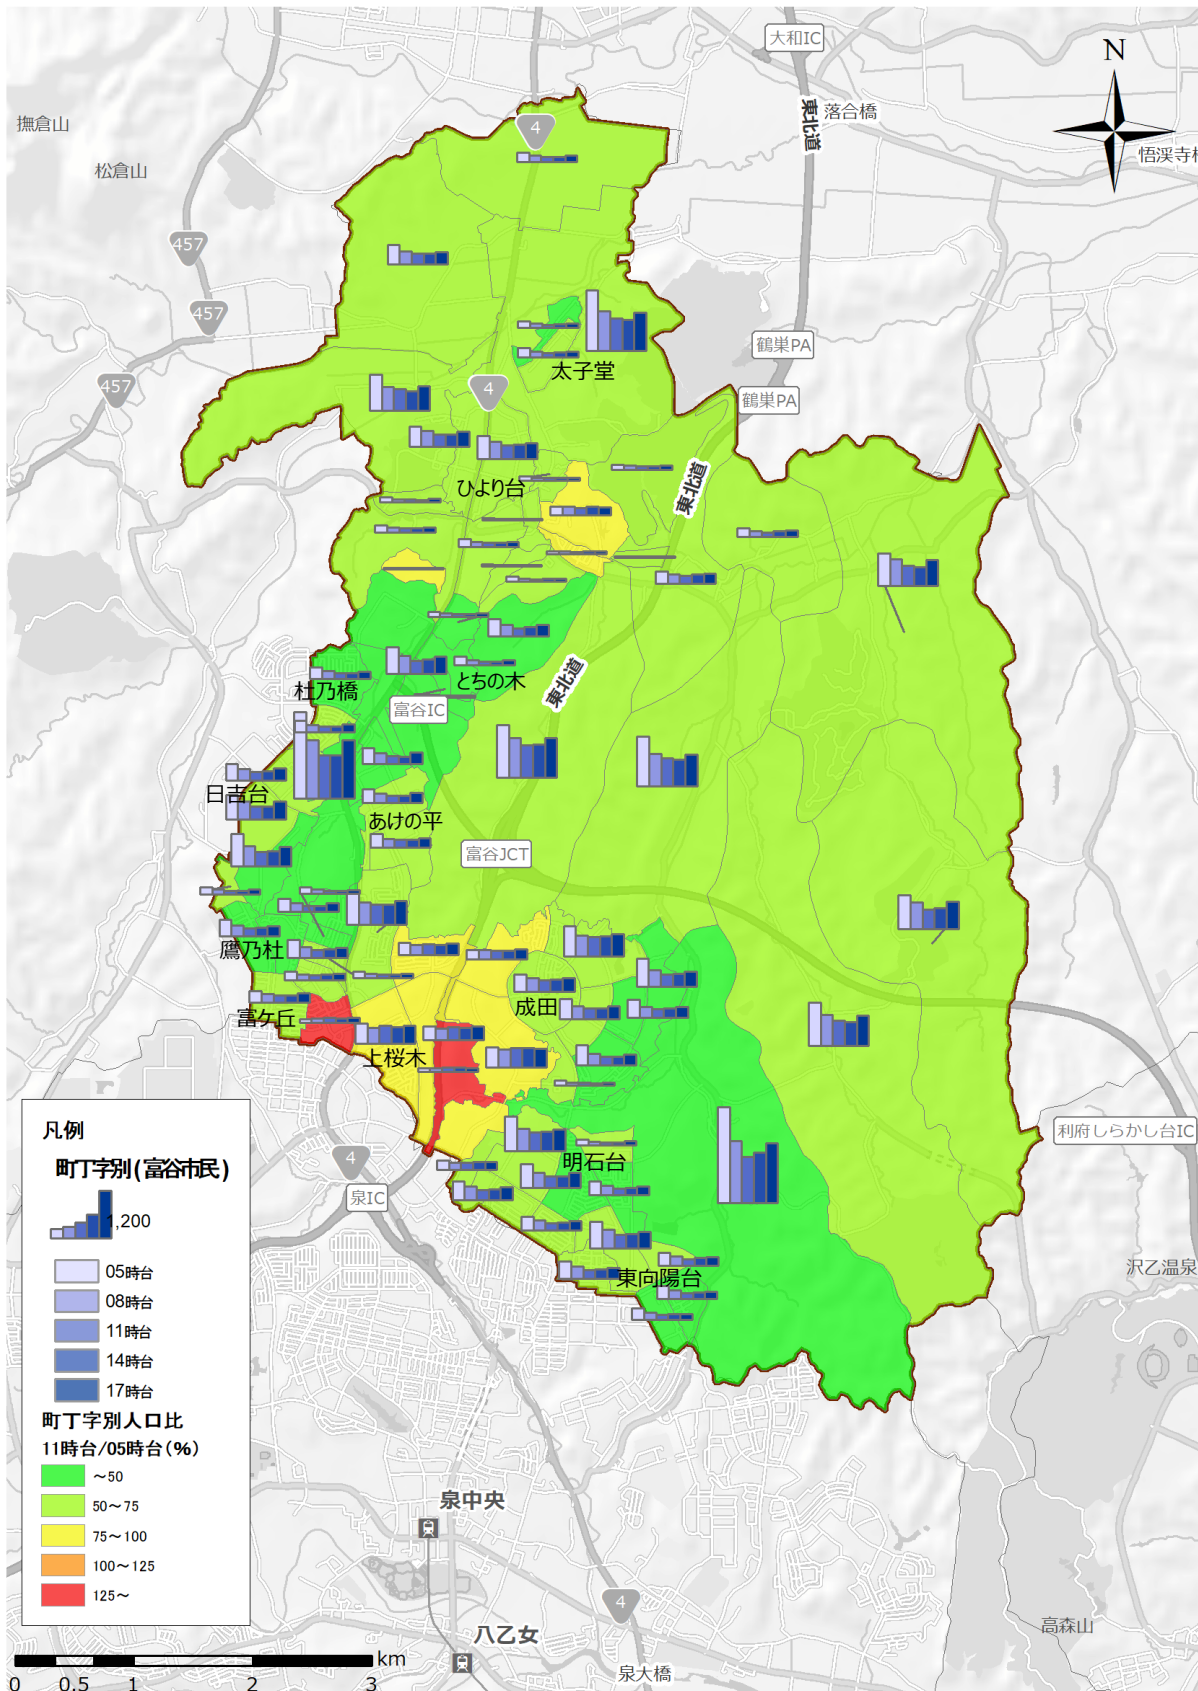 大和IC
N
撫倉山
4
東北道
落合橋
悟渓寺
松倉山
457
457
鶴巣PA
太子堂
457
4
鶴巣PA
ひより台
東北道
杜乃橋
とちの木
東北道
富谷IC
日吉台
あけの平
富谷JCT
鷹乃杜
成田
富ケ丘
上桜木
明石台
利府しらかし台IC
4
泉IC
東向陽台
沢乙温泉
凡例
町丁字別(富谷市民)
1,200
05時台
08時台
11時台
14時台
17時台
町丁字別人口比
11時台/05時台(%)
~50
50~75
75~100
100~125
125~
泉中央
4
八乙女
高森山
泉大橋
km
0 0.5 1 2 3